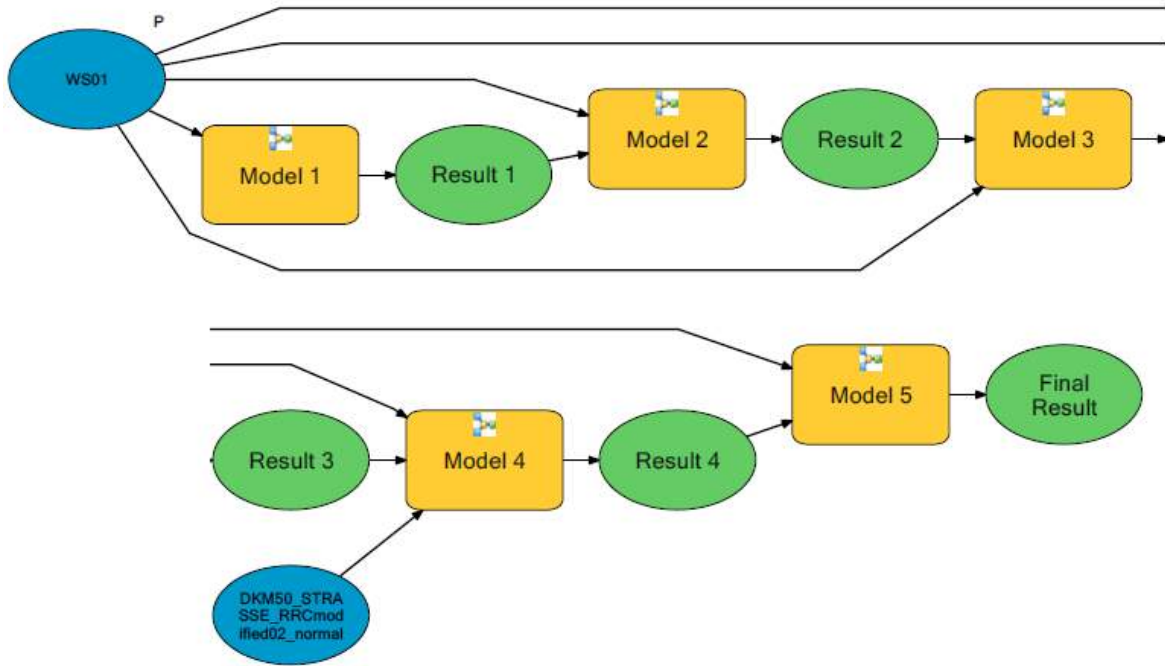 P
WS01
Model 1
Result 1
Model 2
Result 2
Model 3
Result 3
Model 4
Result 4
Model 5
Final
Result
DKM50_STRA
SSE_RRCmod
ified02_normal